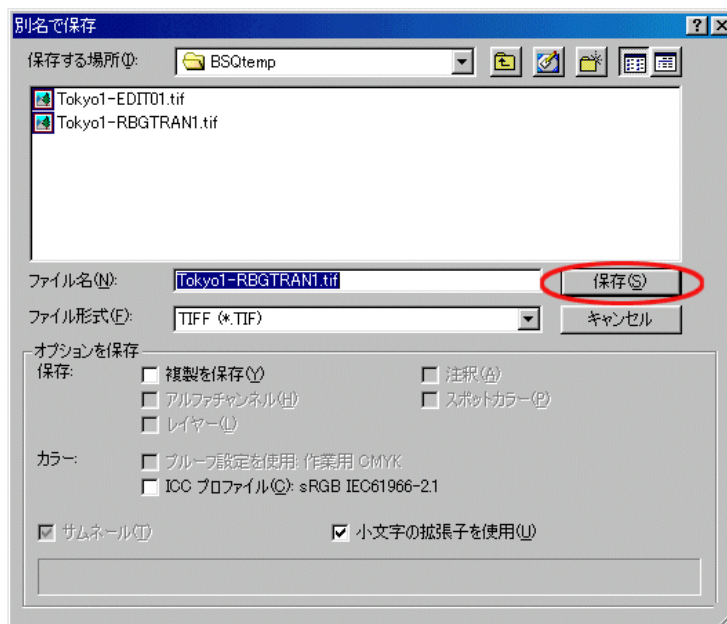 別名で保存
保存する場所(I): BSQtemp
Tokyo1-EDIT01.tif
Tokyo1-RBGTRAN1.tif
ファイル名(N): Tokyo1-RBGTRAN1.tif 保存(S)
ファイル形式(F): TIFF (*.TIF) キャンセル
オプションを保存
保存: 複製を保存(Y) 注釈(A)
アルファチャンネル(H) スポットカラー(P)
レイヤー(L)
カラー: プルーフ設定を使用: 作業用 CMYK
ICC プロファイル(C): sRGB IEC61966-2.1
サムネール(T) 小文字の拡張子を使用(U)